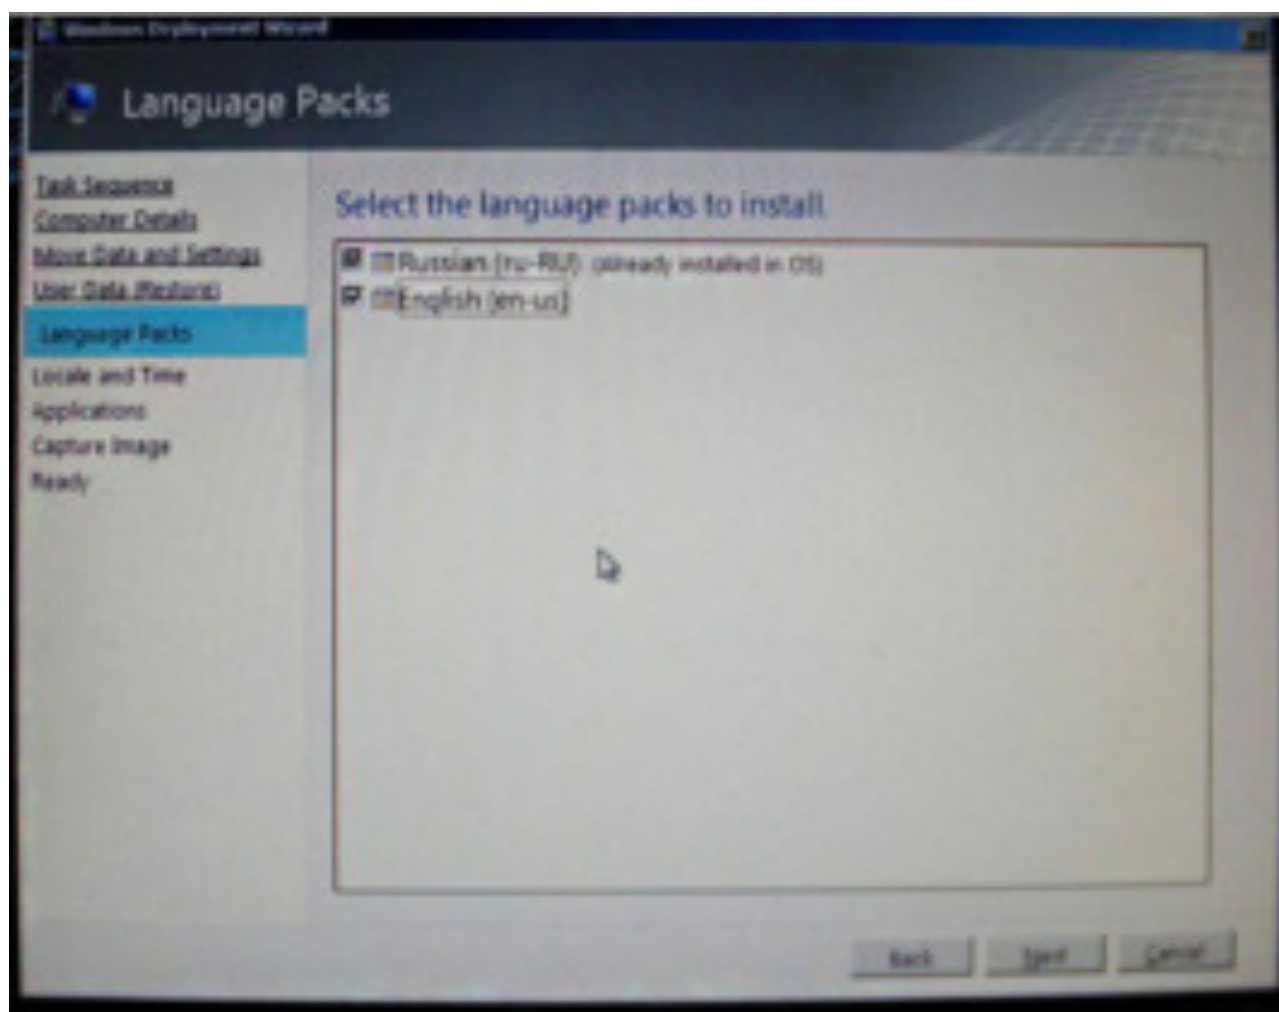 Windows Deployment Wizard
Language Packs
Task Sequence
Computer Details
Move Data and Settings
User Data (Restore)
Language Packs
Locale and Time
Applications
Capture Image
Ready
Select the language packs to install.
Russian (ru-RU) (already installed in OS)
English (en-us)
Back
Next
Cancel